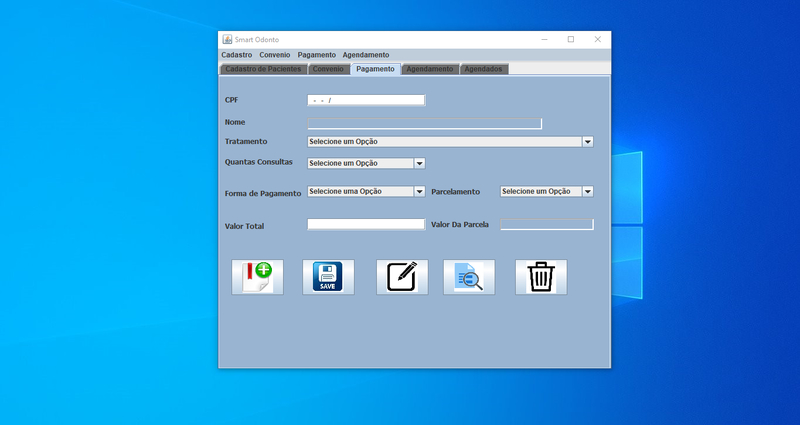 Smart Odonto
Cadastro Convenio Pagamento Agendamento
Cadastro de Pacientes Convenio Pagamento Agendamento Agendados
CPF - - /
Nome
Tratamento Selecione um Opção
Quantas Consultas Selecione um Opção
Forma de Pagamento Selecione uma Opção Parcelamento Selecione um Opção
Valor Total Valor Da Parcela
SAVE